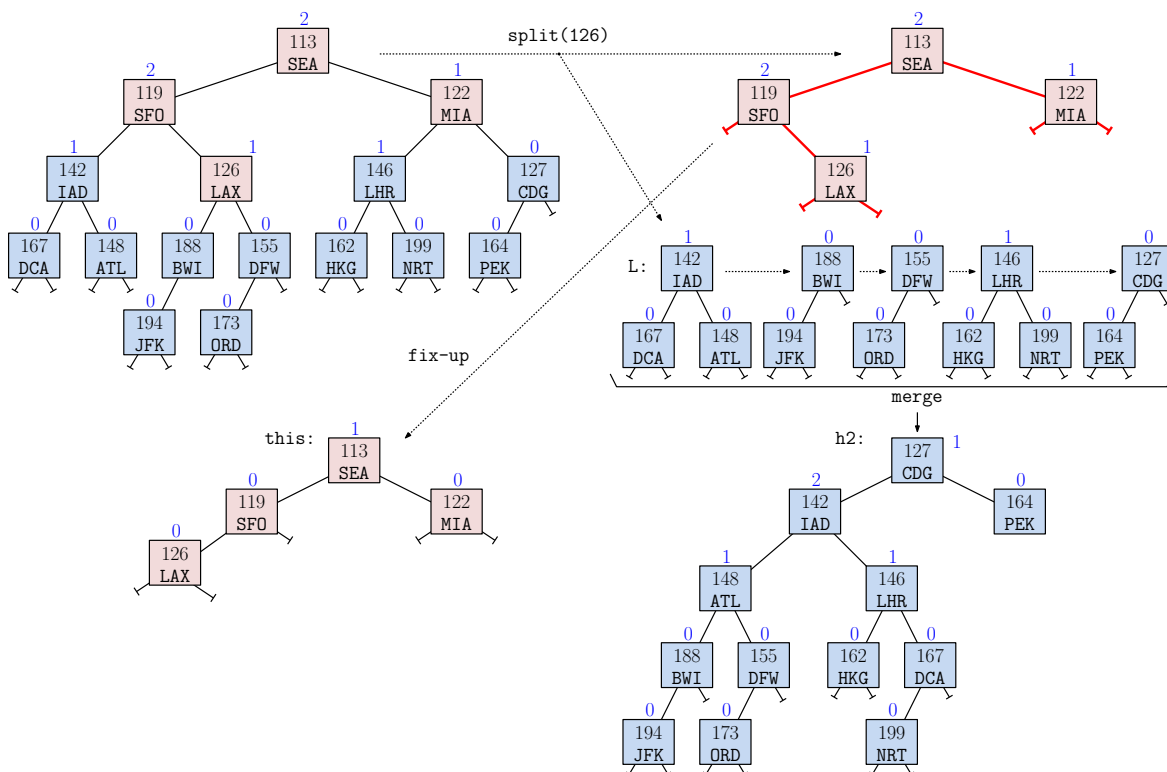 2
113
SEA
split(126)
2
113
SEA
2
119
SFO
1
122
MIA
2
119
SFO
1
122
MIA
1
142
IAD
1
126
LAX
1
146
LHR
0
127
CDG
1
126
LAX
0
167
DCA
0
148
ATL
0
188
BWI
0
155
DFW
0
162
HKG
0
199
NRT
0
164
PEK
L:
1
142
IAD
0
188
BWI
0
155
DFW
1
146
LHR
0
127
CDG
0
194
JFK
0
173
ORD
0
167
DCA
0
148
ATL
0
194
JFK
0
173
ORD
0
162
HKG
0
199
NRT
0
164
PEK
fix-up
merge
this:
1
113
SEA
h2:
127
CDG
1
0
119
SFO
0
122
MIA
2
142
IAD
0
164
PEK
0
126
LAX
1
148
ATL
1
146
LHR
0
188
BWI
0
155
DFW
0
162
HKG
0
167
DCA
0
194
JFK
0
173
ORD
0
199
NRT